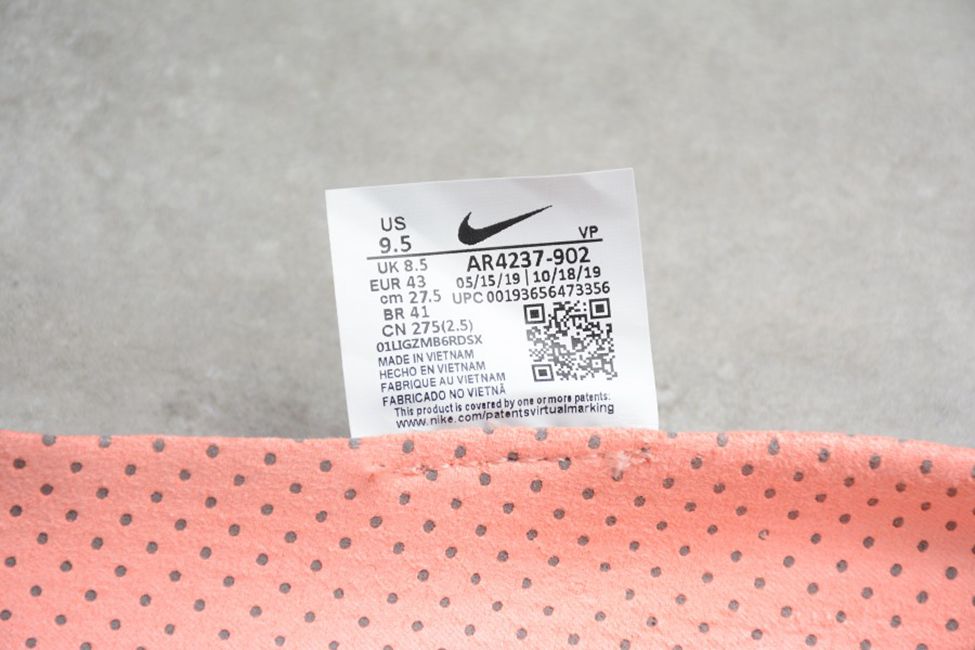 US
9.5
VP
UK 8.5
AR4237-902
EUR 43
05/15/19 | 10/18/19
cm 27.5
UPC 00193656473356
BR 41
CN 275(2.5)
01LIGZMB6RDSX
MADE IN VIETNAM
HECHO EN VIETNAM
FABRIQUE AU VIETNAM
FABRICADO NO VIETNÃ
This product is covered by one or more patents:
www.nike.com/patentsvirtualmarking